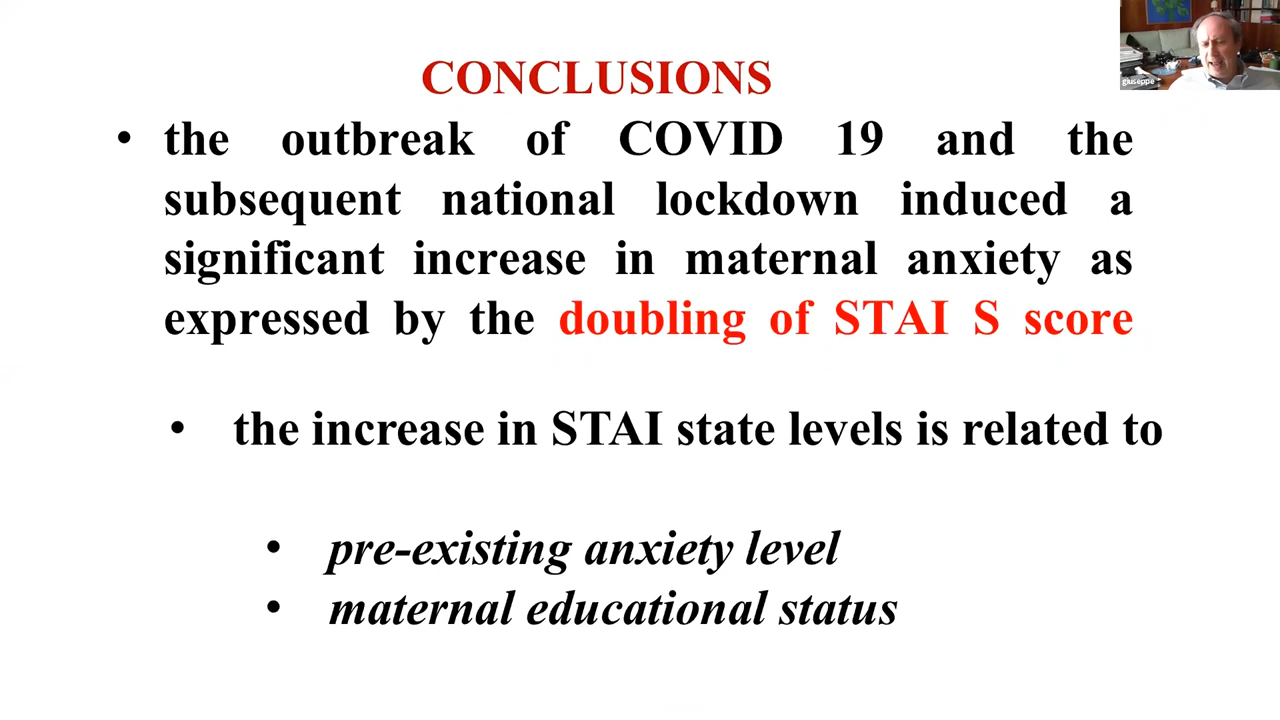 CONCLUSIONS
• the outbreak of COVID 19 and the
subsequent national lockdown induced a
significant increase in maternal anxiety as
expressed by the doubling of STAI S score
• the increase in STAI state levels is related to
• pre-existing anxiety level
• maternal educational status
giuseppe